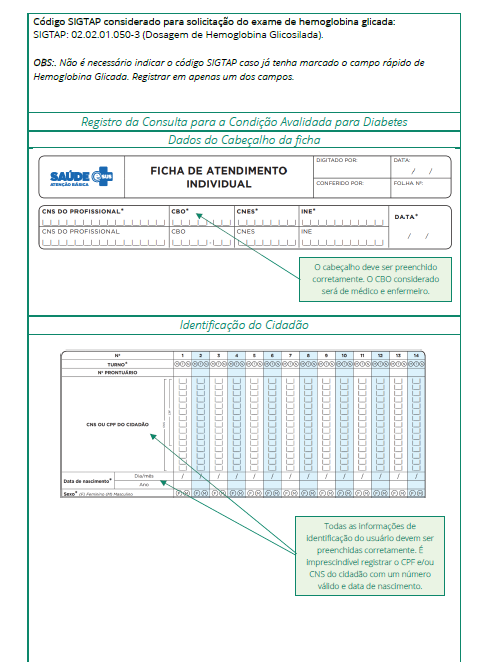 Código SIGTAP considerado para solicitação do exame de hemoglobina glicada:
SIGTAP: 02.02.01.050-3 (Dosagem de Hemoglobina Glicosilada).
OBS:. Não é necessário indicar o código SIGTAP caso já tenha marcado o campo rápido de
Hemoglobina Glicada. Registrar em apenas um dos campos.
Registro da Consulta para a Condição Avalidada para Diabetes
Dados do Cabeçalho da ficha
SAÚDE e SUS
ATENÇÃO BÁSICA
FICHA DE ATENDIMENTO
INDIVIDUAL
DIGITADO POR:
DATA:
/ /
CONFERIDO POR:
FOLHA Nº:
CNS DO PROFISSIONAL*
CBO*
CNES*
INE*
DATA*
CNS DO PROFISSIONAL
CBO
CNES
INE
/ /
O cabeçalho deve ser preenchido
corretamente. O CBO considerado
será de médico e enfermeiro.
Identificação do Cidadão
Nº 1 2 3 4 5 6 7 8 9 10 11 12 13 14
TURNO* M T N M T N M T N M T N M T N M T N M T N M T N M T N M T N M T N M T N M T N M T N
Nº PRONTUÁRIO
CNS OU CPF DO CIDADÃO
Data de nascimento*
Dia/mês / / / / / / / / / / / / / /
Ano
Sexo* (F) Feminino (M) Masculino F M F M F M F M F M F M F M F M F M F M F M F M F M F M
Todas as informações de
identificação do usuário devem ser
preenchidas corretamente. É
imprescindível registrar o CPF e/ou
CNS do cidadão com um número
válido e data de nascimento.